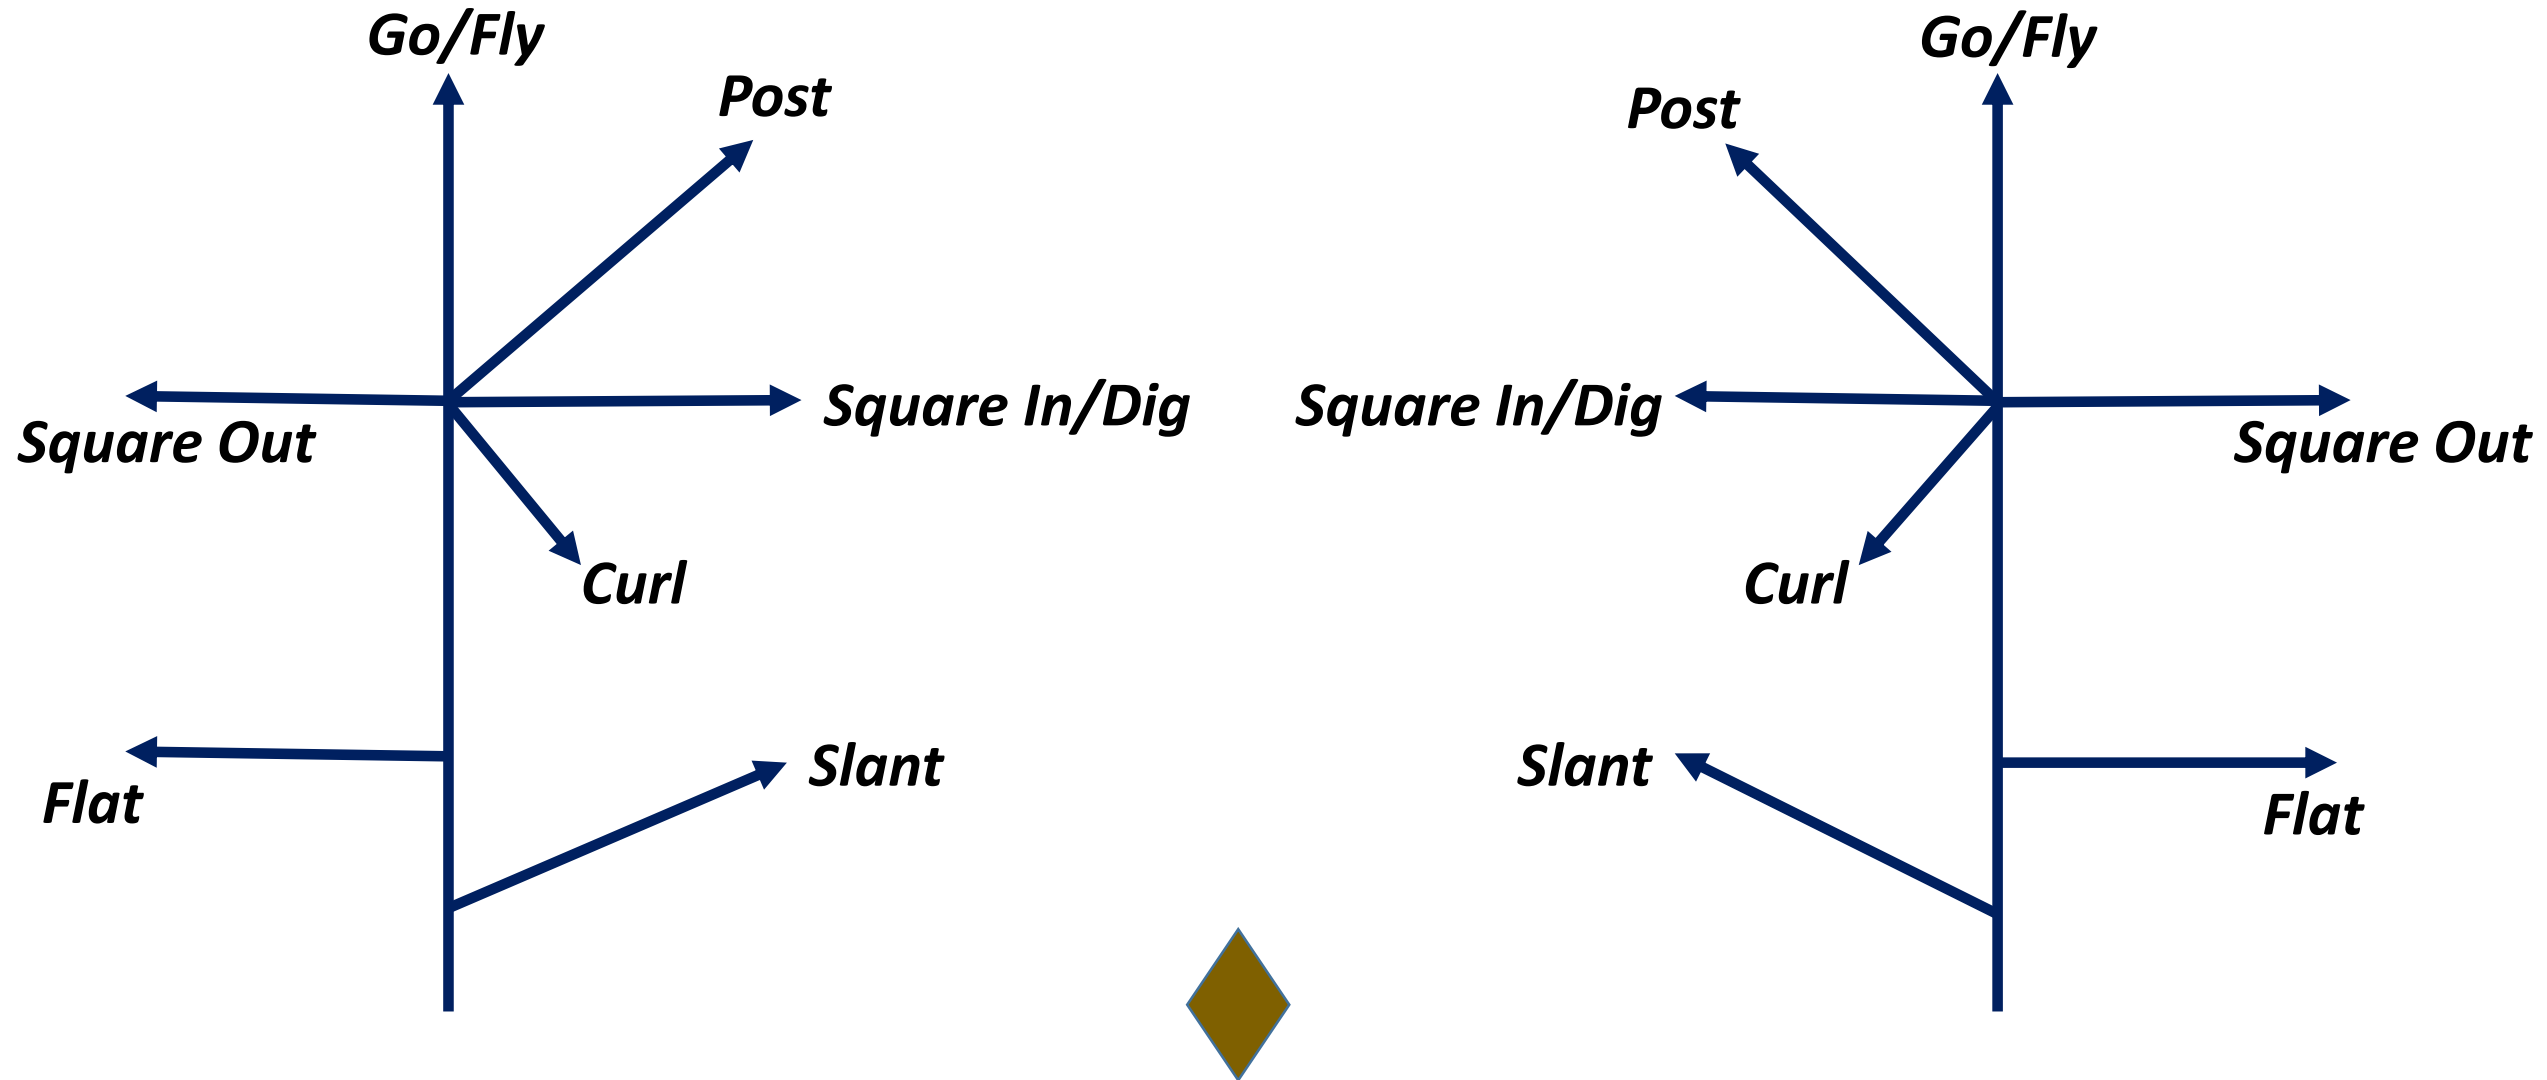 Go/Fly
Post
Square In/Dig
Square Out
Curl
Slant
Flat
Go/Fly
Post
Square In/Dig
Square Out
Curl
Slant
Flat